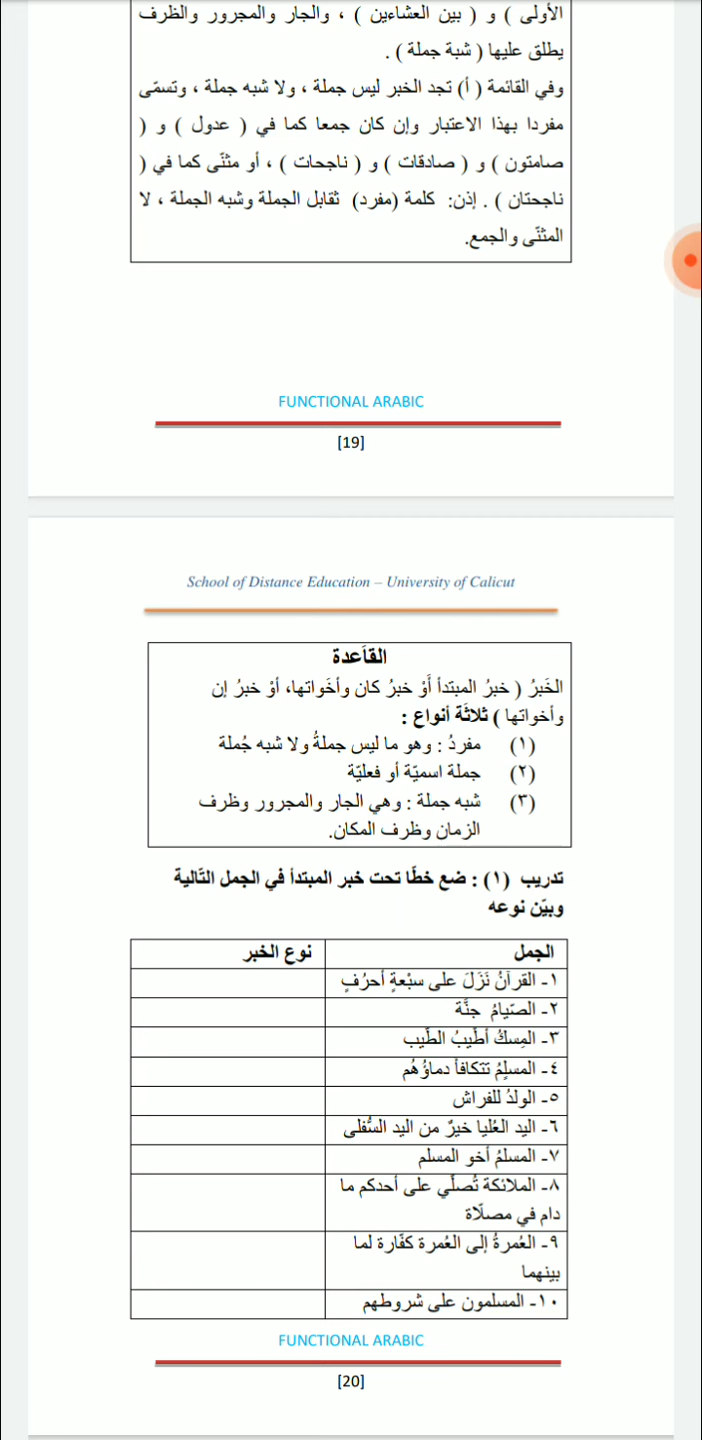 الأولى ) و ( بين العشاءين ) ، والجار والمجرور والظرف
يطلق عليها ( شبة جملة ) .
وفي القائمة ( أ) تجد الخبر ليس جملة ، ولا شبه جملة ، وتسمّى
مفردا بهذا الاعتبار وإن كان جمعا كما في ( عدول ) و (
صامتون ) و ( صادقات ) و ( ناجحات ) ، أو مثنّى كما في (
ناجحتان ) . إذن: كلمة (مفرد) تقابل الجملة وشبه الجملة ، لا
المثنّى والجمع.
FUNCTIONAL ARABIC
[19]
School of Distance Education – University of Calicut
القاَعدة
الخَبرُ ( خبرُ المبتدأ أوْ خبرُ كان وأخَواتها، أوْ خبرُ إن
وأخواتها ) ثلاثَة أنواع :
(١) مفردُ : وهو ما ليس جملةُ ولا شبه جُملة
(٢) جملة اسميّة أو فعليّة
(٣) شبه جملة : وهي الجار والمجرور وظرف
الزمان وظرف المكان.
تدريب (١) : ضع خطّا تحت خبر المبتدأ في الجمل التّالية
وبيّن نوعه
الجمل نوع الخبر
١- القرآنُ نَزَلَ على سبْعةِ أحرُفٍ
٢- الصّيامُ جنَّة
٣- المِسكُ أطْيبُ الطّيب
٤- المسلِمُ تتكافأ دماؤُهُم
٥- الولدُ للفراش
٦- اليد العُليا خيرٌ من اليد السُّفلى
٧- المسلمُ أخو المسلم
٨- الملائكة تُصلّي على أحدكم ما
دام في مصلّاة
٩- العُمرةُ إلى العُمرة كفّارة لما
بينهما
١٠- المسلمون على شروطهم
FUNCTIONAL ARABIC
[20]